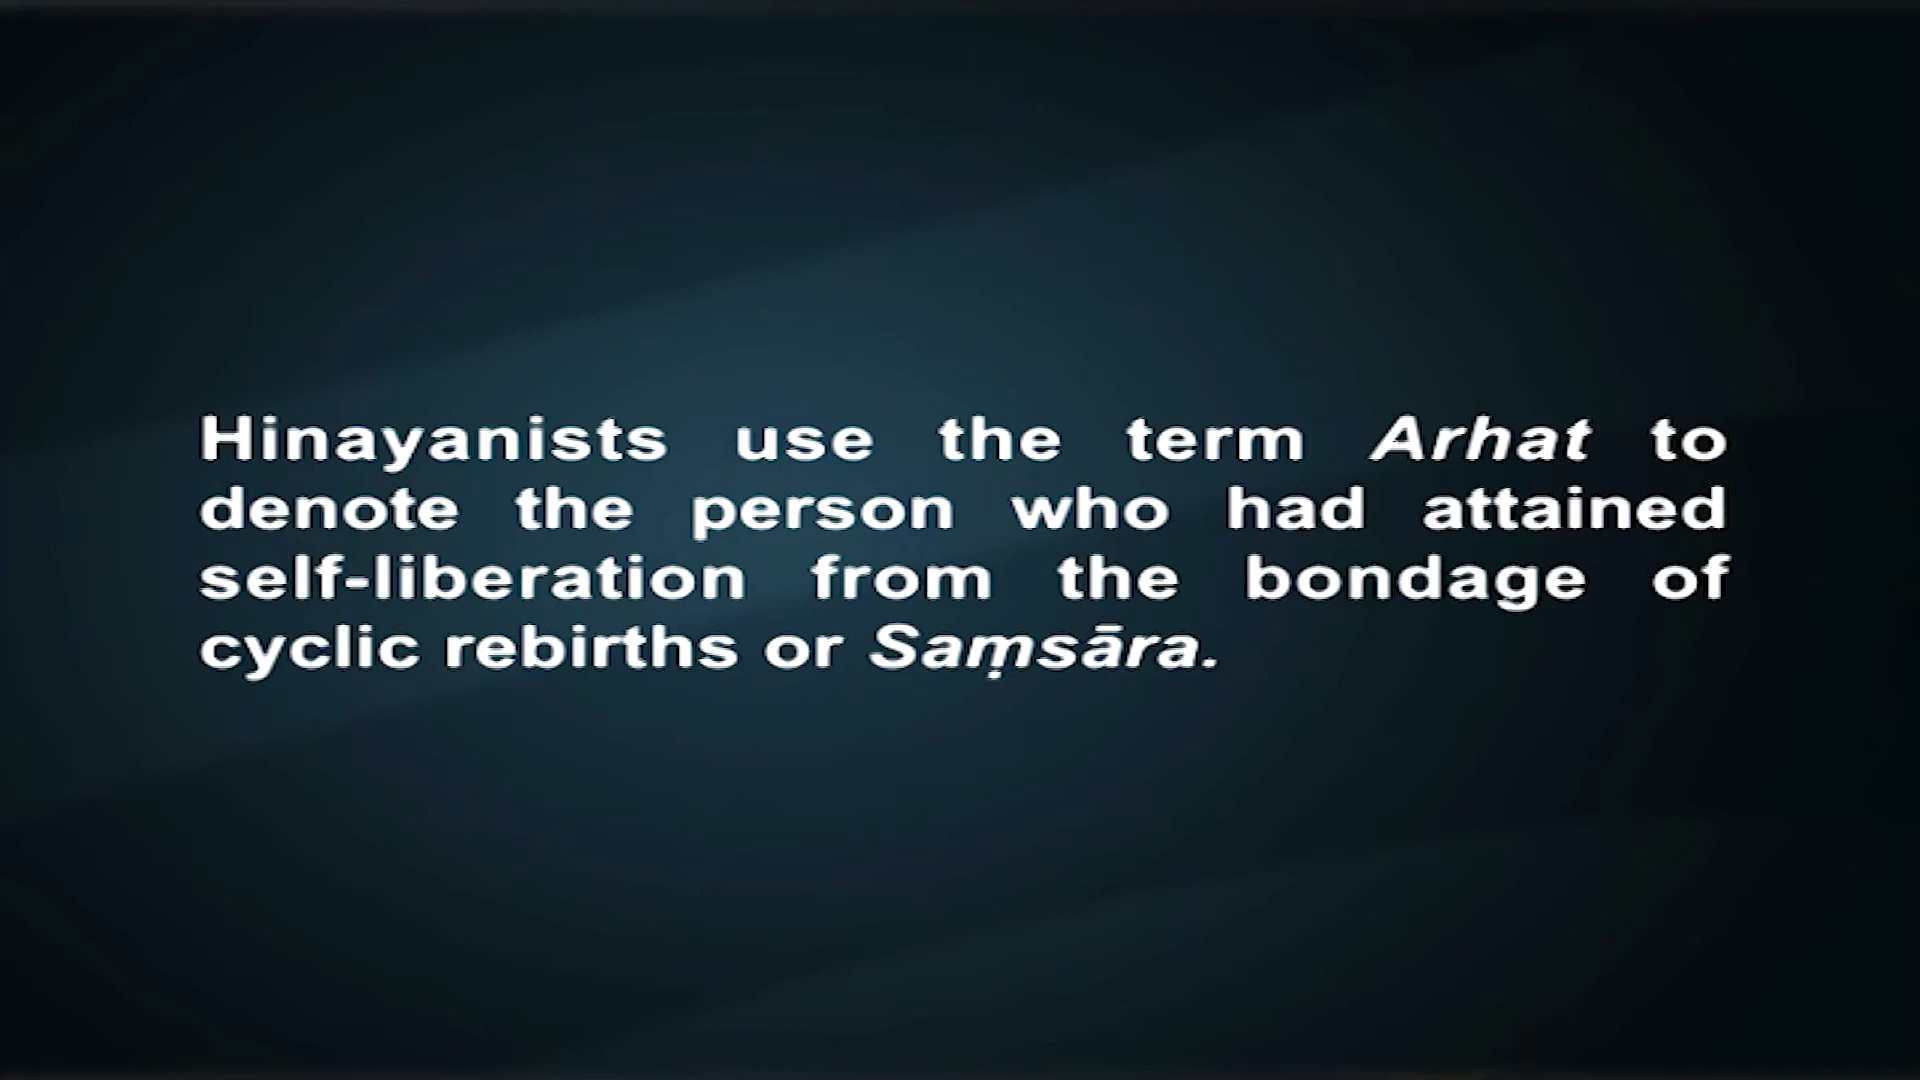 Hinayanists use the term Arhat to
denote the person who had attained
self-liberation from the bondage of
cyclic rebirths or Saṃsāra.